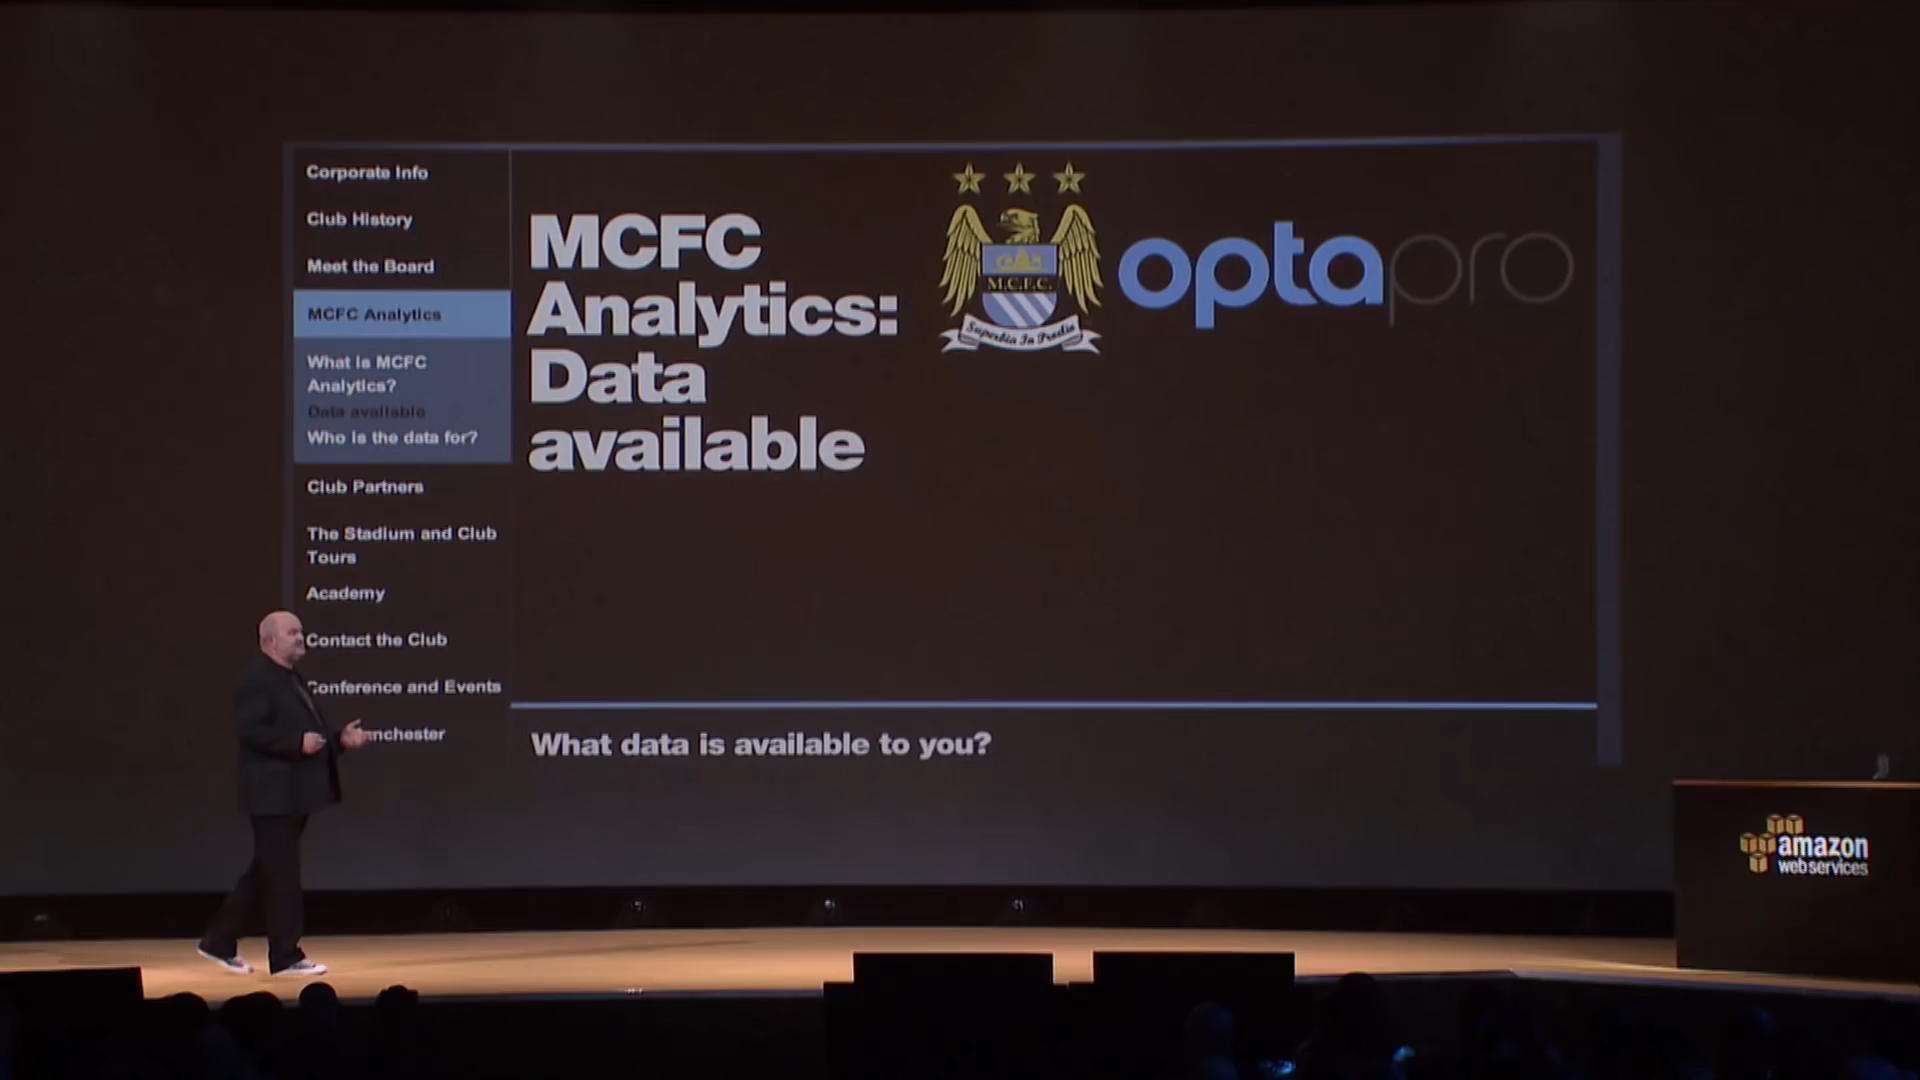 Corporate Info
Club History
Meet the Board
MCFC Analytics
What is MCFC
Analytics?
Data available
Who is the data for?
Club Partners
The Stadium and Club
Tours
Academy
Contact the Club
Conference and Events
nchester
MCFC
Analytics:
Data
available
M.C.F.C.
Superbia In Proelio
optapro
What data is available to you?
amazon
webservices